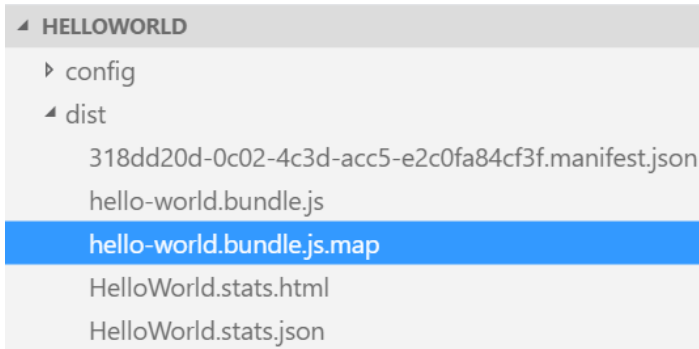 HELLOWORLD
config
dist
318dd20d-0c02-4c3d-acc5-e2c0fa84cf3f.manifest.json
hello-world.bundle.js
hello-world.bundle.js.map
HelloWorld.stats.html
HelloWorld.stats.json